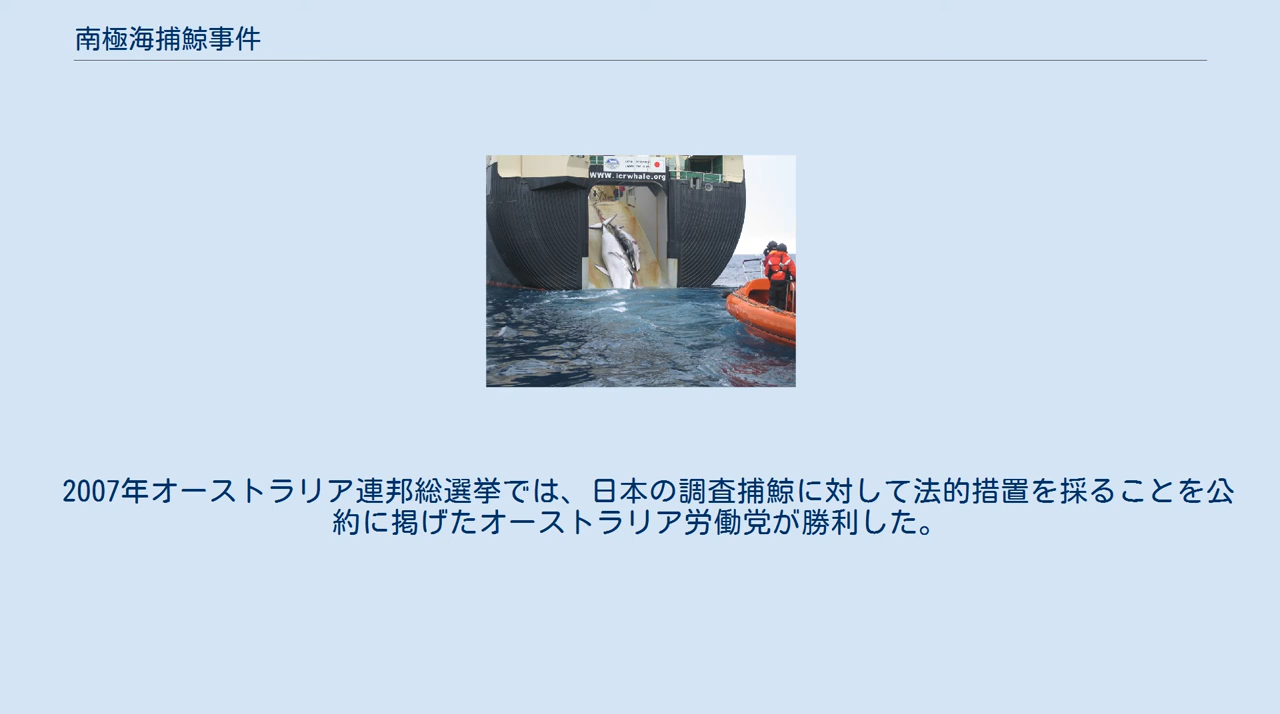 南極海捕鯨事件
WWW.icrwhale.org
2007年オーストラリア連邦総選挙では、日本の調査捕鯨に対して法的措置を採ることを公
約に掲げたオーストラリア労働党が勝利した。